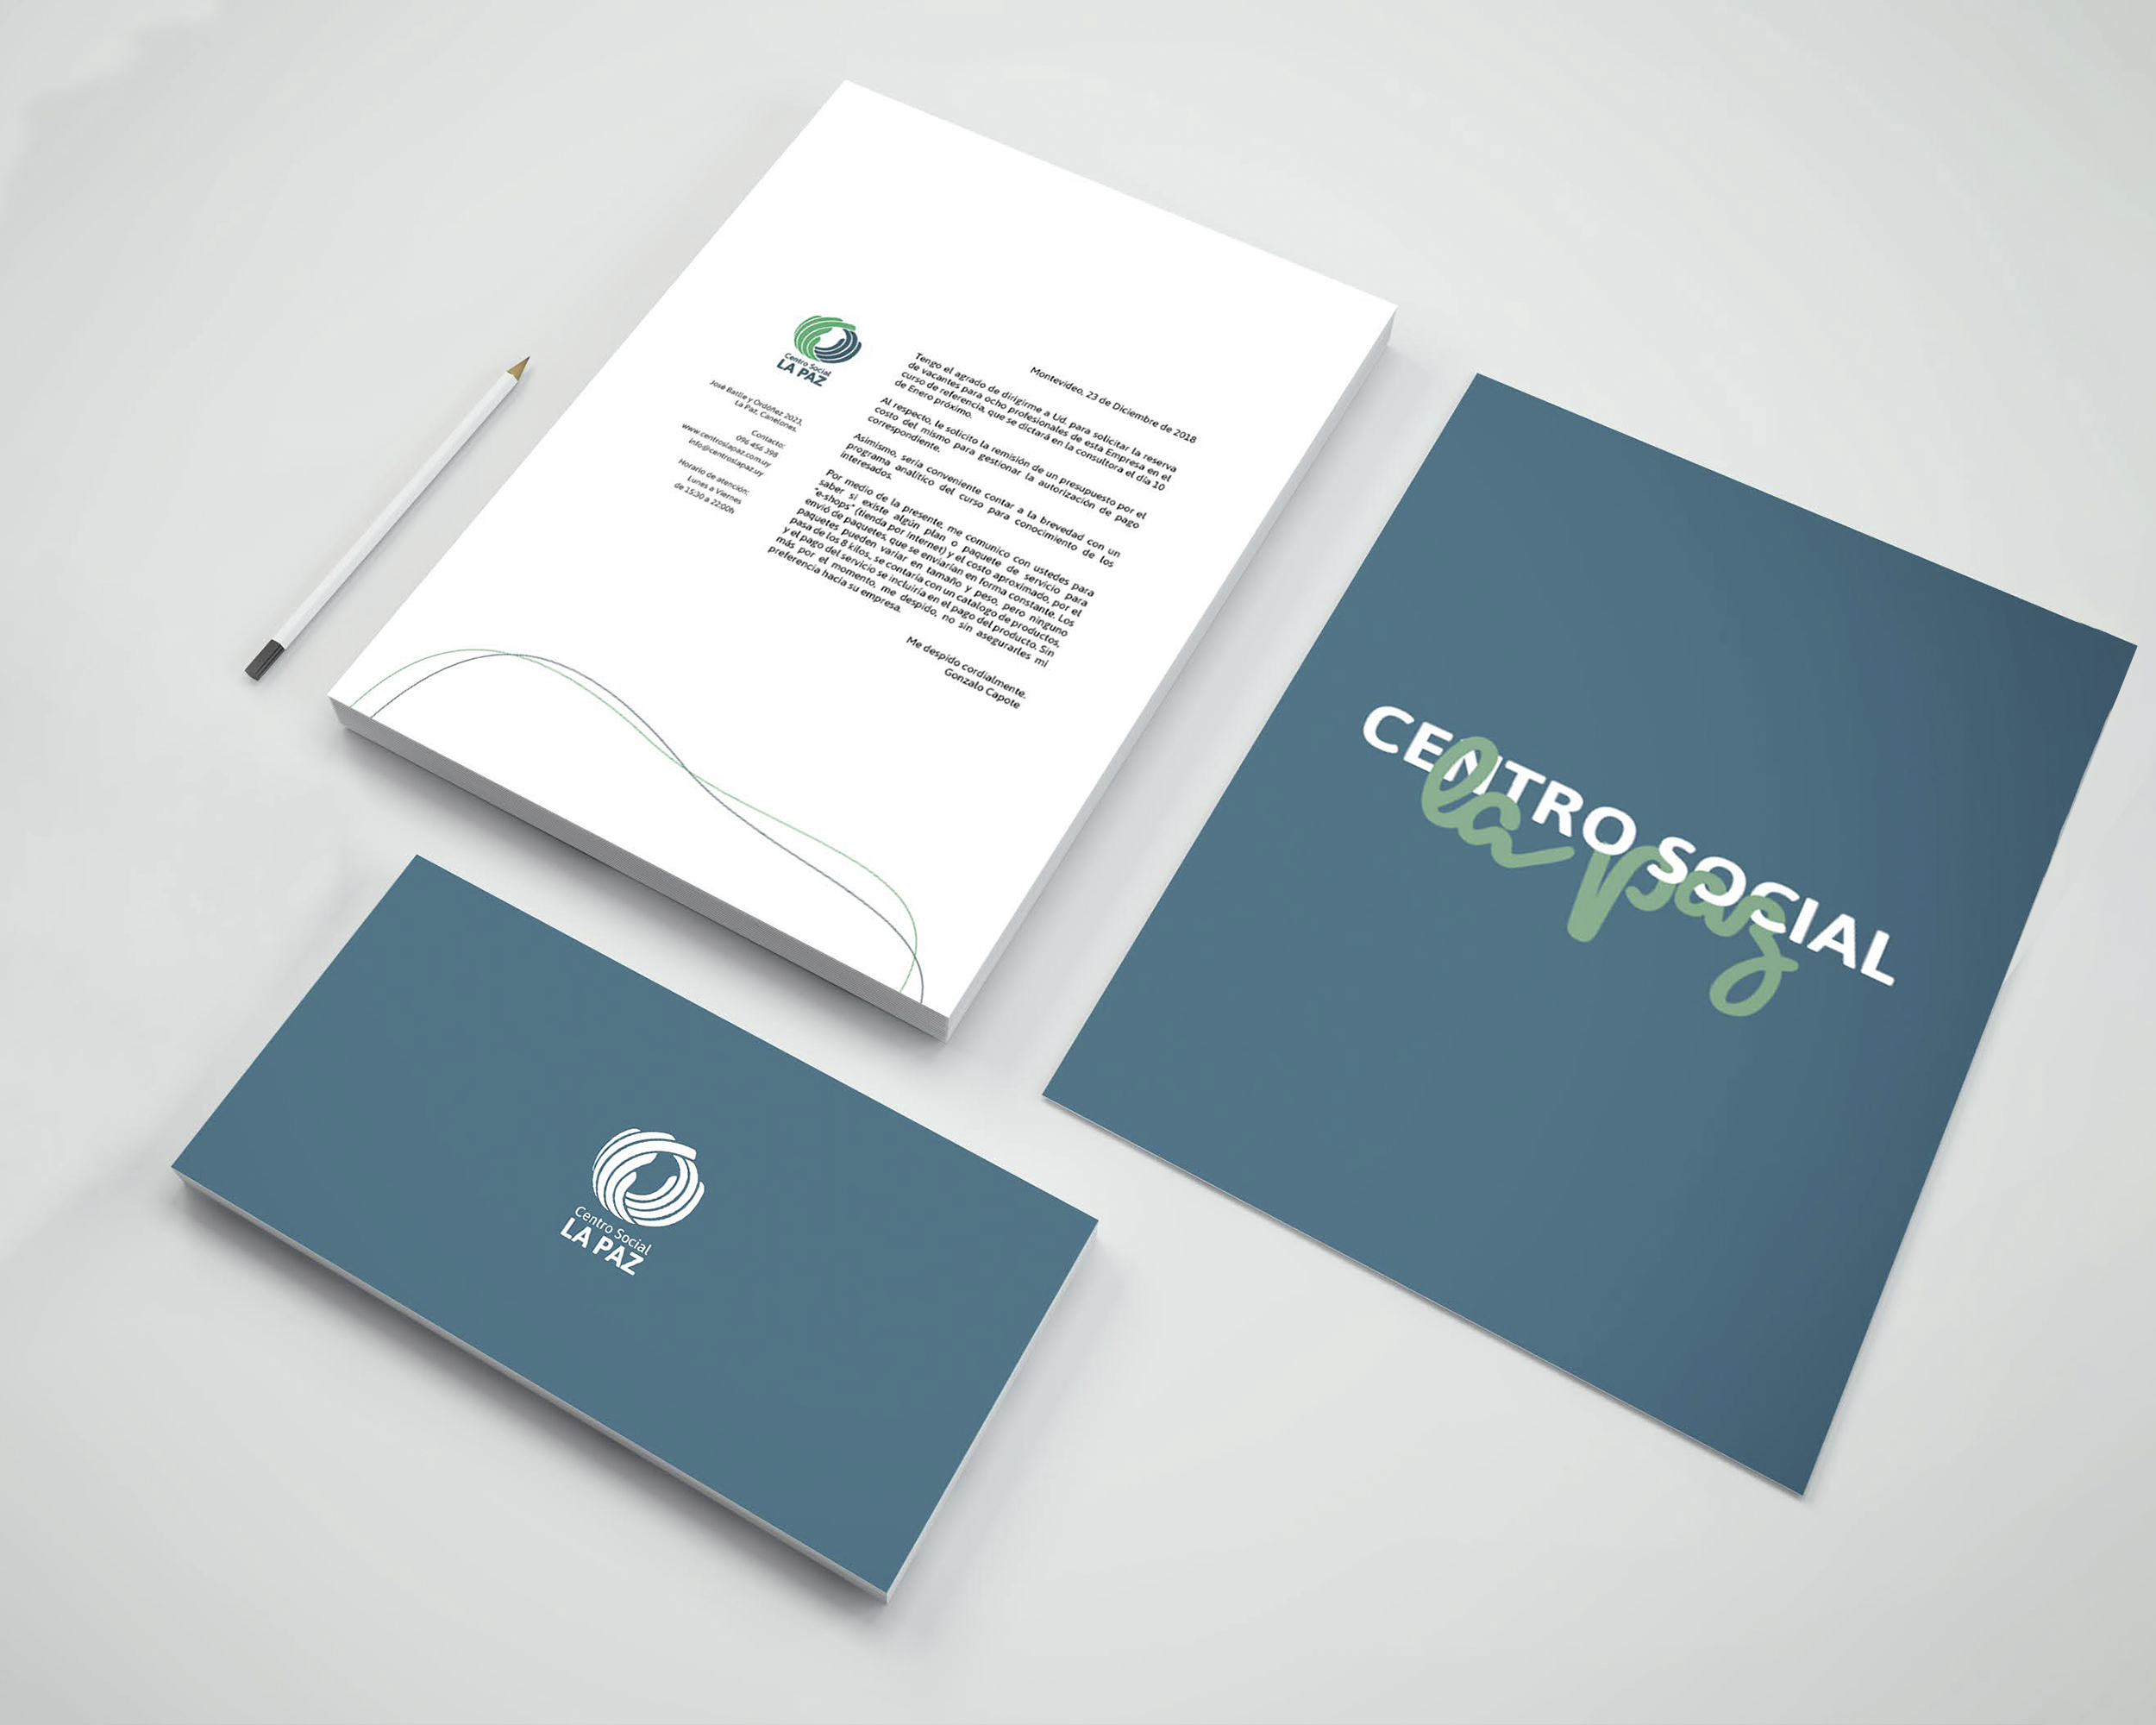 Centro Social
LA PAZ
José Batlle y Ordóñez 2023,
La Paz, Canelones.
Contacto:
096 456 398
www.centroslapaz.com.uy
info@centroslapaz.uy
Horario de atención:
Lunes a Viernes
de 15:30 a 22:00h
Montevideo, 23 de Diciembre de 2018
Tengo el agrado de dirigirme a Ud. para solicitar la reserva
de vacantes para ocho profesionales de esta Empresa en el
curso de referencia, que se dictará en la consultora el día 10
de Enero próximo.
Al respecto, le solicito la remisión de un presupuesto por el
costo del mismo para gestionar la autorización de pago
correspondiente.
Asimismo, sería conveniente contar a la brevedad con un
programa analítico del curso para conocimiento de los
interesados.
Por medio de la presente, me comunico con ustedes para
saber si existe algún plan o paquete de servicio para
"e-shops" (tienda por internet) y el costo aproximado, por el
envió de paquetes, que se enviarían en forma constante. Los
paquetes pueden variar en tamaño y peso, pero ninguno
pasa de los 8 kilos., se contaría con un catalogo de productos,
y el pago del servicio se incluiría en el pago del producto. Sin
más por el momento, me despido, no sin asegurarles mi
preferencia hacia su empresa.
Me despido cordialmente,
Gonzalo Capote
CENTRO SOCIAL
la paz
Centro Social
LA PAZ